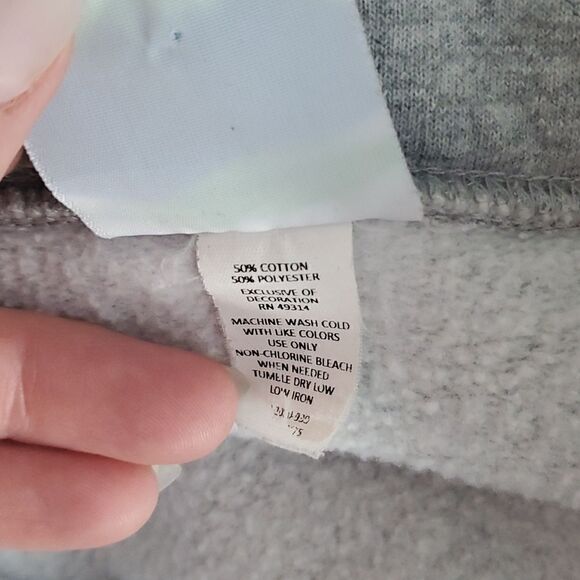 50% COTTON
50% POLYESTER
EXCLUSIVE OF
DECORATION
RN 49314
MACHINE WASH COLD
WITH LIKE COLORS
USE ONLY
NON-CHLORINE BLEACH
WHEN NEEDED
TUMBLE DRY LOW
LOW IRON